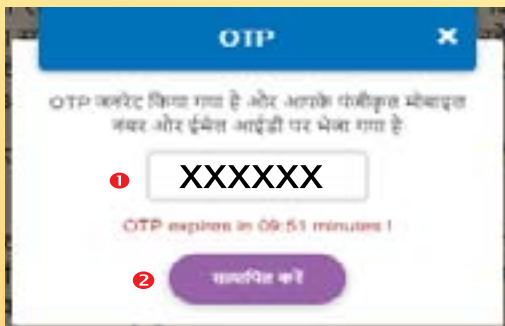 OTP
OTP जनरेट किया गया है और आपके पंजीकृत मोबाइल
नंबर और ईमेल आईडी पर भेजा गया है
1 XXXXXX
OTP expires in 09:51 minutes !
2 सत्यापित करें